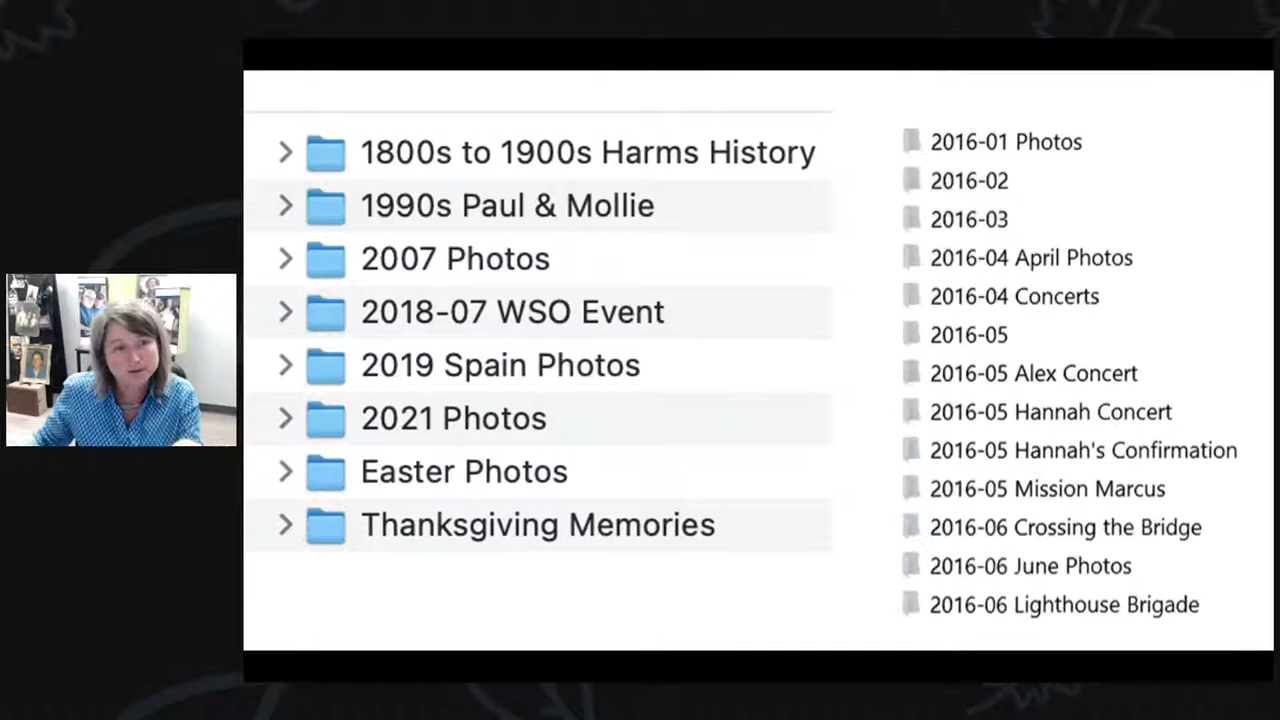 1800s to 1900s Harms History
1990s Paul & Mollie
2007 Photos
2018-07 WSO Event
2019 Spain Photos
2021 Photos
Easter Photos
Thanksgiving Memories
2016-01 Photos
2016-02
2016-03
2016-04 April Photos
2016-04 Concerts
2016-05
2016-05 Alex Concert
2016-05 Hannah Concert
2016-05 Hannah's Confirmation
2016-05 Mission Marcus
2016-06 Crossing the Bridge
2016-06 June Photos
2016-06 Lighthouse Brigade